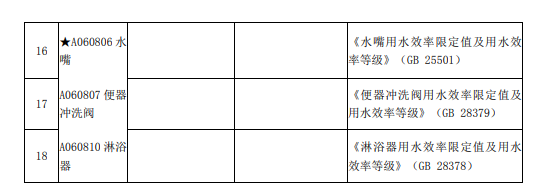 16 ★A060806 水 《水嘴用水效率限定值及用水效
嘴 率等级》（GB 25501）
17 A060807 便器 《便器冲洗阀用水效率限定值及
冲洗阀 用水效率等级》（GB 28379）
18 A060810 淋浴 《淋浴器用水效率限定值及用水
器 效率等级》（GB 28378）